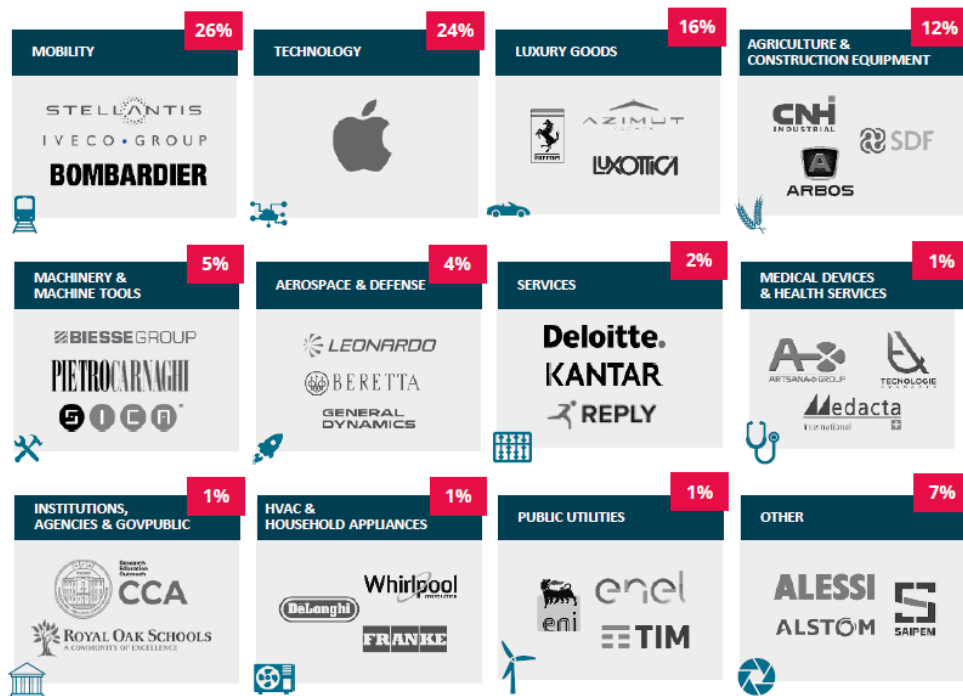 26%
MOBILITY
STELLANTIS
IVECO • GROUP
BOMBARDIER
24%
TECHNOLOGY
16%
LUXURY GOODS
Ferrari
AZIMUT
YACHTS
LUXOTTICA
12%
AGRICULTURE &
CONSTRUCTION EQUIPMENT
CNH
INDUSTRIAL
SDF
A
ARBOS
5%
MACHINERY &
MACHINE TOOLS
BIESSEGROUP
PIETROCARNAGHI
SICA
4%
AEROSPACE & DEFENSE
LEONARDO
BERETTA
GENERAL
DYNAMICS
2%
SERVICES
Deloitte.
KANTAR
REPLY
1%
MEDICAL DEVICES
& HEALTH SERVICES
ARTSANA GROUP
TECNOLOGIE
AVANZATE
Medacta
International
1%
INSTITUTIONS,
AGENCIES & GOVPUBLIC
Research
Education
Outreach
CCA
ROYAL OAK SCHOOLS
A COMMUNITY OF EXCELLENCE
1%
HVAC &
HOUSEHOLD APPLIANCES
Whirlpool
CORPORATION
DeLonghi
FRANKE
1%
PUBLIC UTILITIES
eni
enel
TIM
7%
OTHER
ALESSI
ALSTOM
SAIPEM